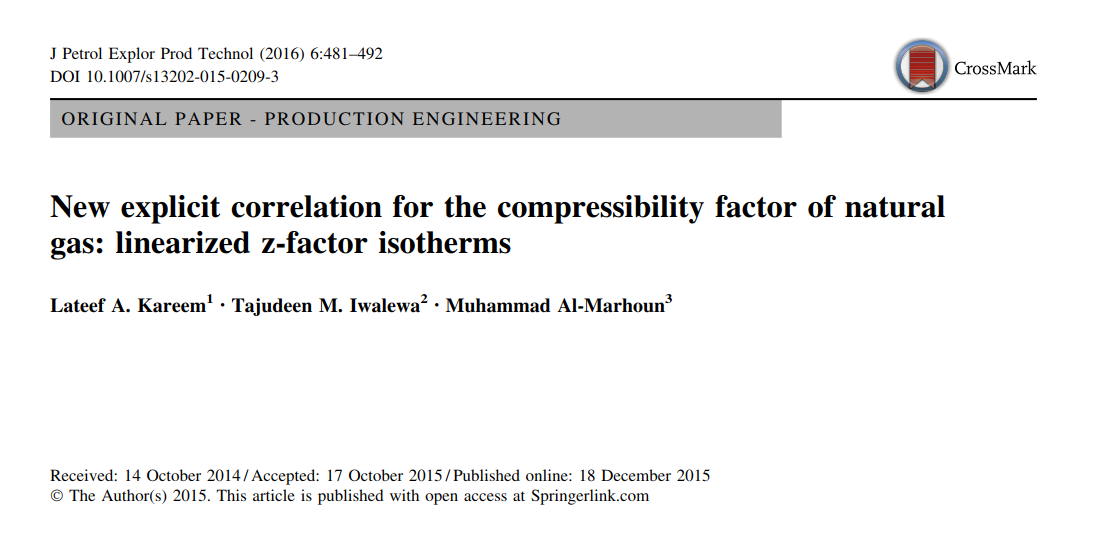 J Petrol Explor Prod Technol (2016) 6:481–492
DOI 10.1007/s13202-015-0209-3
CrossMark
ORIGINAL PAPER - PRODUCTION ENGINEERING
New explicit correlation for the compressibility factor of natural
gas: linearized z-factor isotherms
Lateef A. Kareem¹ · Tajudeen M. Iwalewa² · Muhammad Al-Marhoun³
Received: 14 October 2014 / Accepted: 17 October 2015 / Published online: 18 December 2015
© The Author(s) 2015. This article is published with open access at Springerlink.com